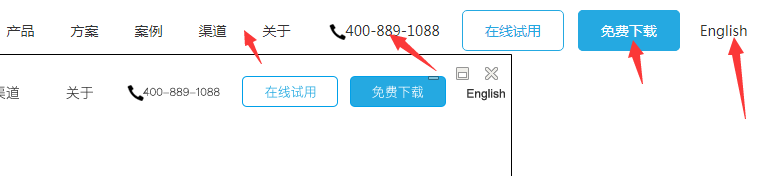 产品 方案 案例 渠道 关于 400-889-1088 在线试用 免费下载 English
渠道 关于 400-889-1088 在线试用 免费下载 English